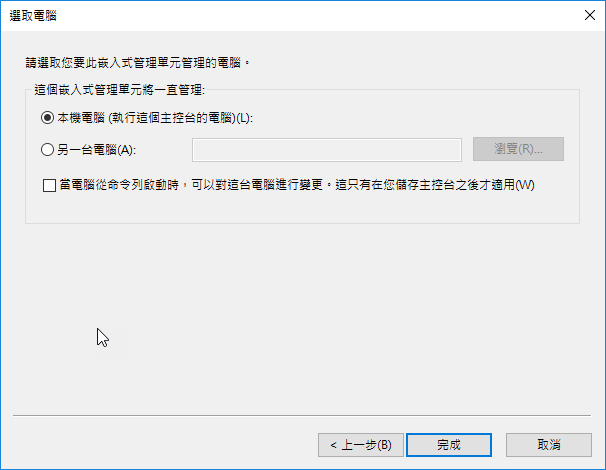 選取電腦
請選取您要此嵌入式管理單元管理的電腦。
這個嵌入式管理單元將一直管理:
本機電腦 (執行這個主控台的電腦)(L):
另一台電腦(A):
瀏覽(R)...
當電腦從命令列啟動時，可以對這台電腦進行變更。這只有在您儲存主控台之後才適用(W)
< 上一步(B)
完成
取消